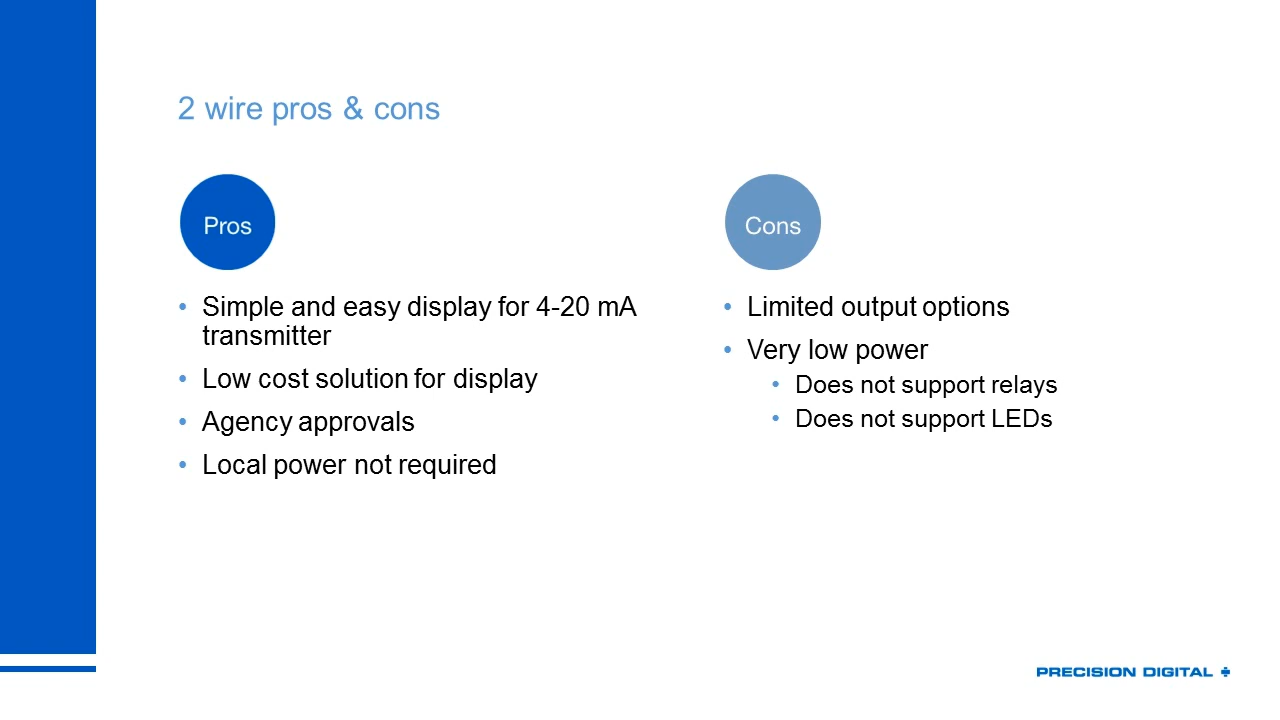 2 wire pros & cons
Pros
• Simple and easy display for 4-20 mA
transmitter
• Low cost solution for display
• Agency approvals
• Local power not required
Cons
• Limited output options
• Very low power
• Does not support relays
• Does not support LEDs
PRECISION DIGITAL